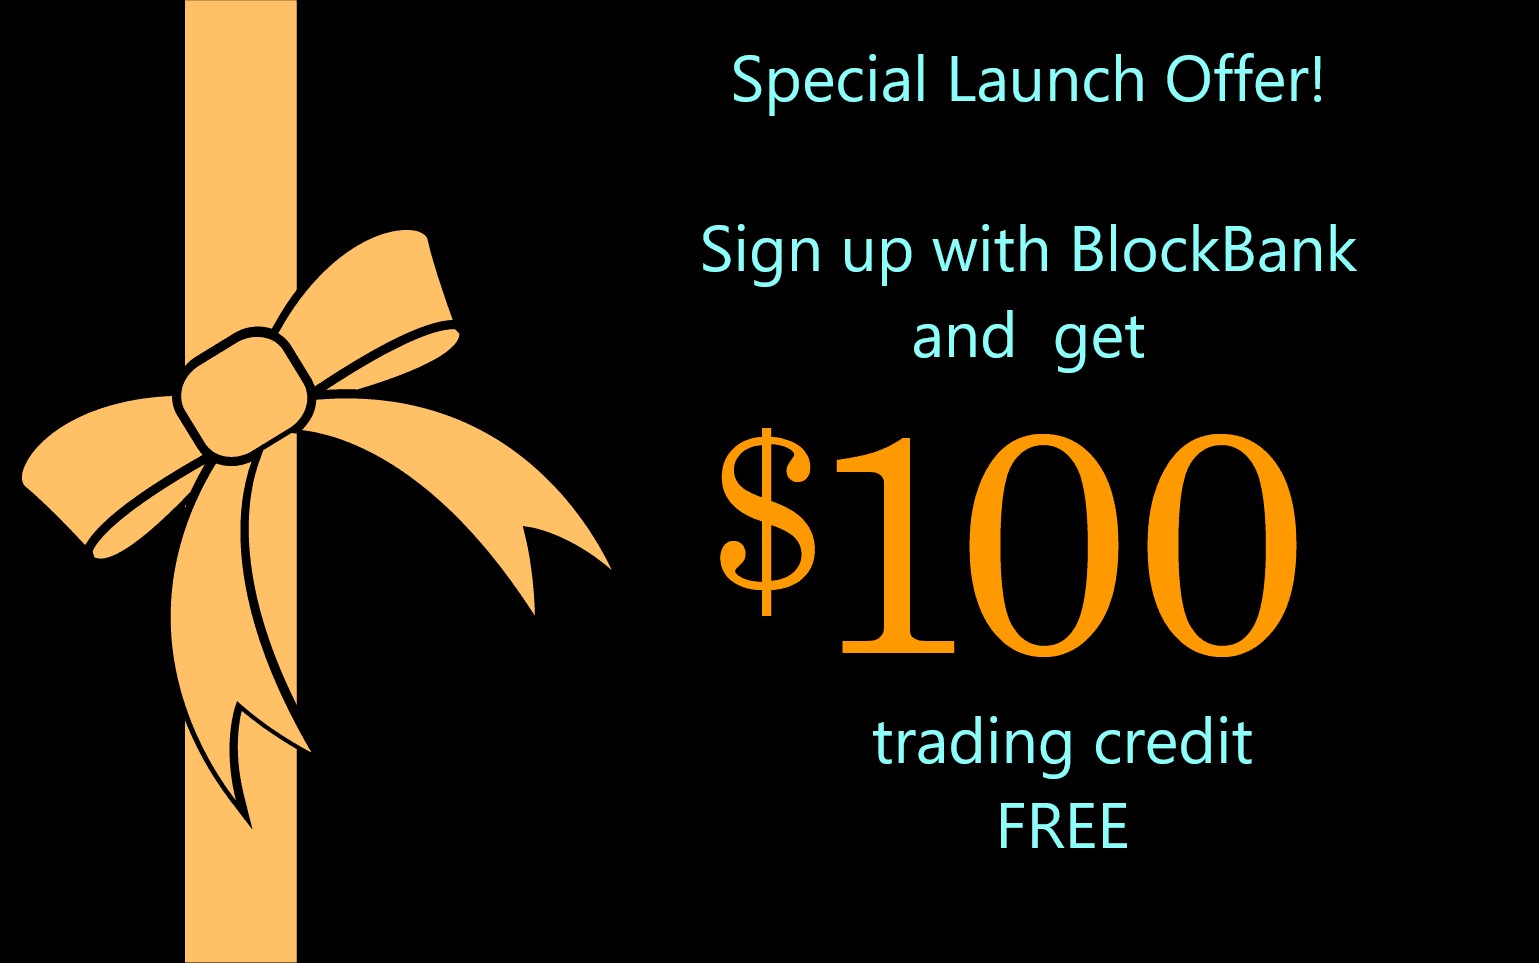 Special Launch Offer!
Sign up with BlockBank
and get
$100
trading credit
FREE